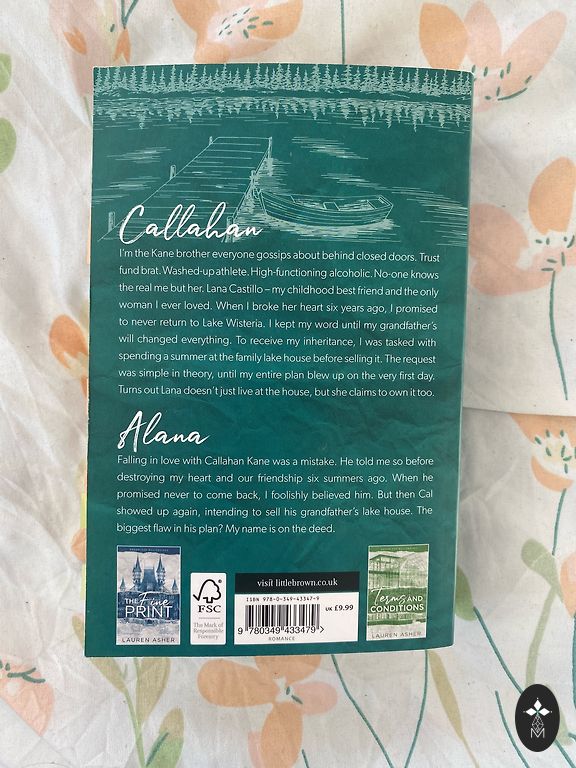 Callahan
I'm the Kane brother everyone gossips about behind closed doors. Trust
fund brat. Washed-up athlete. High-functioning alcoholic. No-one knows
the real me but her. Lana Castillo – my childhood best friend and the only
woman I ever loved. When I broke her heart six years ago, I promised
to never return to Lake Wisteria. I kept my word until my grandfather's
will changed everything. To receive my inheritance, I was tasked with
spending a summer at the family lake house before selling it. The request
was simple in theory, until my entire plan blew up on the very first day.
Turns out Lana doesn't just live at the house, but she claims to own it too.
Alana
Falling in love with Callahan Kane was a mistake. He told me so before
destroying my heart and our friendship six summers ago. When he
promised never to come back, I foolishly believed him. But then Cal
showed up again, intending to sell his grandfather's lake house. The
biggest flaw in his plan? My name is on the deed.
THE Fine
PRINT
LAUREN ASHER
FSC
The Mark of
Responsible
Forestry
visit littlebrown.co.uk
ISBN 978-0-349-43347-9
UK £9.99
9 780349 433479 >
ROMANCE
Terms AND
CONDITIONS
LAUREN ASHER
M